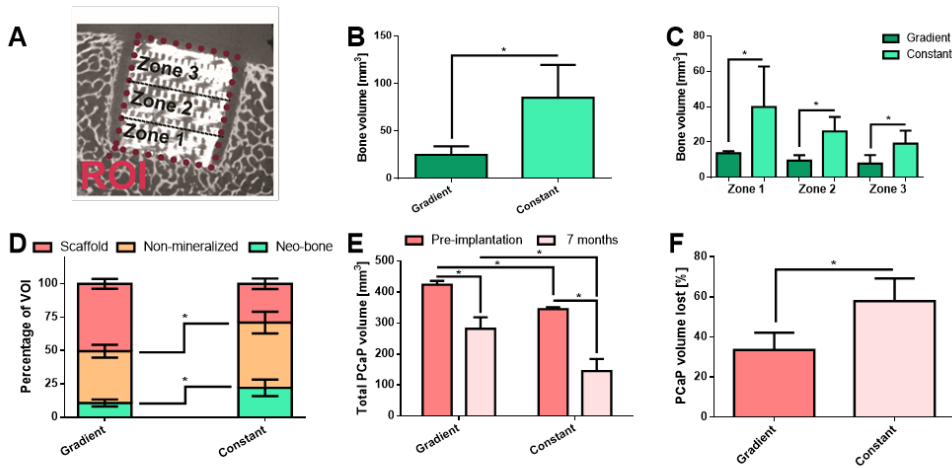 A
Zone 3
Zone 2
Zone 1
ROI
B
Bone volume [mm³]
150
100
50
0
*
Gradient
Constant
C
Gradient
Constant
Bone volume [mm³]
80
60
40
20
0
*
*
*
Zone 1
Zone 2
Zone 3
D
Scaffold
Non-mineralized
Neo-bone
Percentage of VOI
100
75
50
25
0
*
*
Gradient
Constant
E
Pre-implantation
7 months
Total PCaP volume [mm³]
400
300
200
100
0
*
*
*
*
Gradient
Constant
F
PCaP volume lost [%]
80
60
40
20
0
*
Gradient
Constant